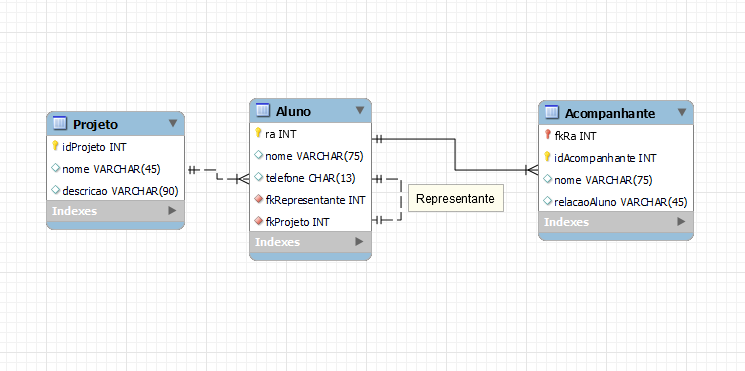 Projeto
idProjeto INT
nome VARCHAR(45)
descricao VARCHAR(90)
Indexes
Aluno
ra INT
nome VARCHAR(75)
telefone CHAR(13)
fkRepresentante INT
fkProjeto INT
Indexes
Representante
Acompanhante
fkRa INT
idAcompanhante INT
nome VARCHAR(75)
relacaoAluno VARCHAR(45)
Indexes